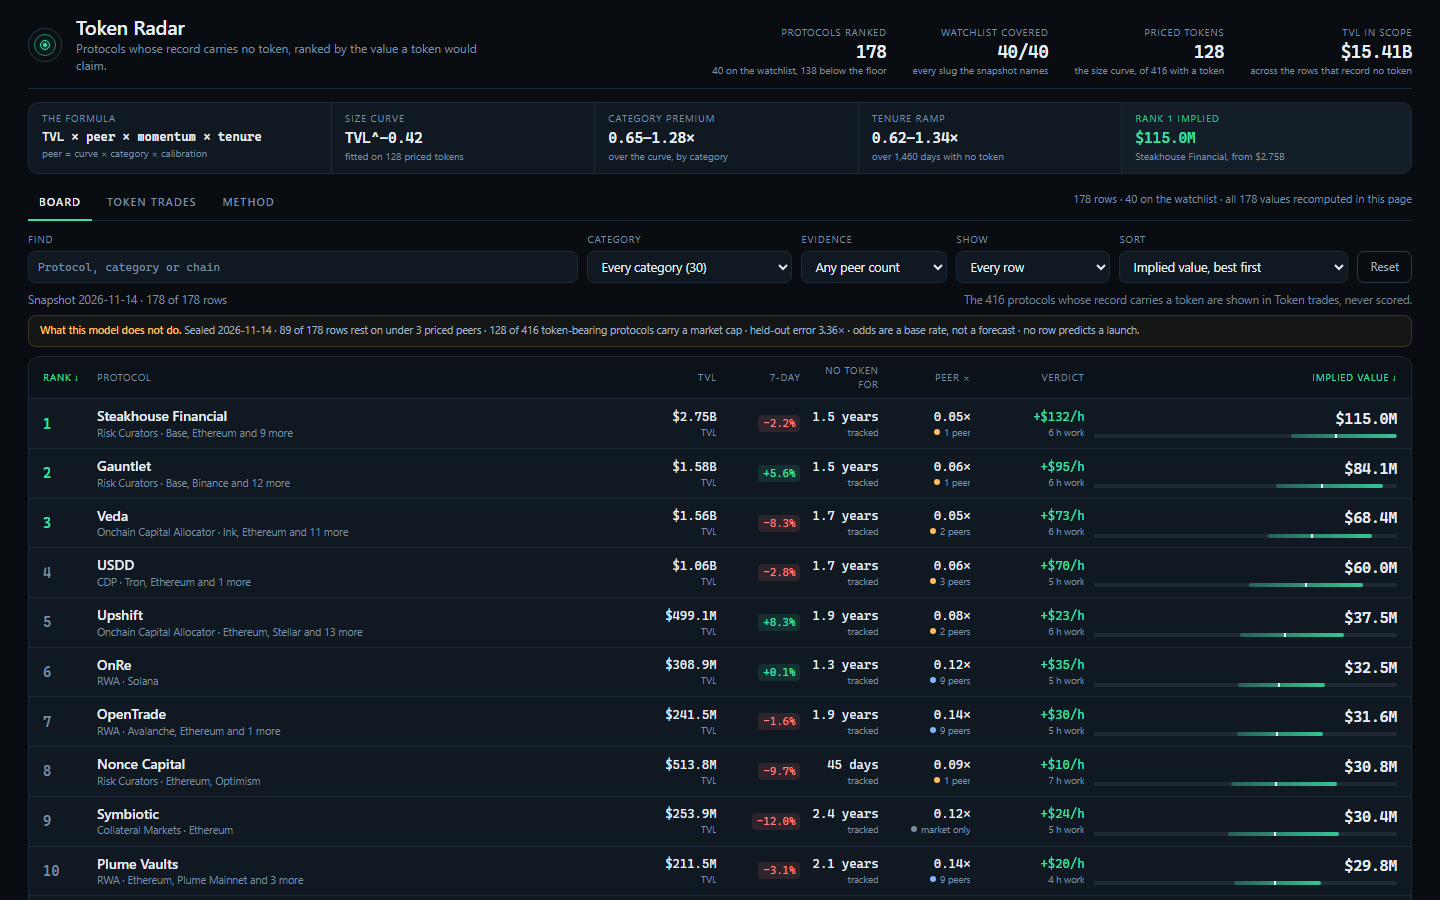 Token Radar
Protocols whose record carries no token, ranked by the value a token would
claim.
PROTOCOLS RANKED
178
40 on the watchlist, 138 below the floor
WATCHLIST COVERED
40/40
every slug the snapshot names
PRICED TOKENS
128
the size curve, of 416 with a token
TVL IN SCOPE
$15.41B
across the rows that record no token
THE FORMULA
TVL × peer × momentum × tenure
peer = curve × category × calibration
SIZE CURVE
TVL^−0.42
fitted on 128 priced tokens
CATEGORY PREMIUM
0.65–1.28×
over the curve, by category
TENURE RAMP
0.62–1.34×
over 1,460 days with no token
RANK 1 IMPLIED
$115.0M
Steakhouse Financial, from $2.75B
BOARD TOKEN TRADES METHOD
178 rows · 40 on the watchlist · all 178 values recomputed in this page
FIND CATEGORY EVIDENCE SHOW SORT
Protocol, category or chain Every category (30) Any peer count Every row Implied value, best first Reset
Snapshot 2026-11-14 · 178 of 178 rows
The 416 protocols whose record carries a token are shown in Token trades, never scored.
What this model does not do. Sealed 2026-11-14 · 89 of 178 rows rest on under 3 priced peers · 128 of 416 token-bearing protocols carry a market cap · held-out error 3.36× · odds are a base rate, not a forecast · no row predicts a launch.
RANK ↓ PROTOCOL TVL 7-DAY NO TOKEN FOR PEER × VERDICT IMPLIED VALUE ↓
1 Steakhouse Financial $2.75B −2.2% 1.5 years 0.05× +$132/h $115.0M
Risk Curators · Base, Ethereum and 9 more TVL tracked 1 peer 6 h work
2 Gauntlet $1.58B +5.6% 1.5 years 0.06× +$95/h $84.1M
Risk Curators · Base, Binance and 12 more TVL tracked 1 peer 6 h work
3 Veda $1.56B −8.3% 1.7 years 0.05× +$73/h $68.4M
Onchain Capital Allocator · Ink, Ethereum and 11 more TVL tracked 2 peers 6 h work
4 USDD $1.06B −2.8% 1.7 years 0.06× +$70/h $60.0M
CDP · Tron, Ethereum and 1 more TVL tracked 3 peers 5 h work
5 Upshift $499.1M +8.3% 1.9 years 0.08× +$23/h $37.5M
Onchain Capital Allocator · Ethereum, Stellar and 13 more TVL tracked 2 peers 6 h work
6 OnRe $308.9M +0.1% 1.3 years 0.12× +$35/h $32.5M
RWA · Solana TVL tracked 9 peers 5 h work
7 OpenTrade $241.5M −1.6% 1.9 years 0.14× +$30/h $31.6M
RWA · Avalanche, Ethereum and 1 more TVL tracked 9 peers 5 h work
8 Nonce Capital $513.8M −9.7% 45 days 0.09× +$10/h $30.8M
Risk Curators · Ethereum, Optimism TVL tracked 1 peer 7 h work
9 Symbiotic $253.9M −12.0% 2.4 years 0.12× +$24/h $30.4M
Collateral Markets · Ethereum TVL tracked market only 5 h work
10 Plume Vaults $211.5M −3.1% 2.1 years 0.14× +$20/h $29.8M
RWA · Ethereum, Plume Mainnet and 3 more TVL tracked 9 peers 4 h work